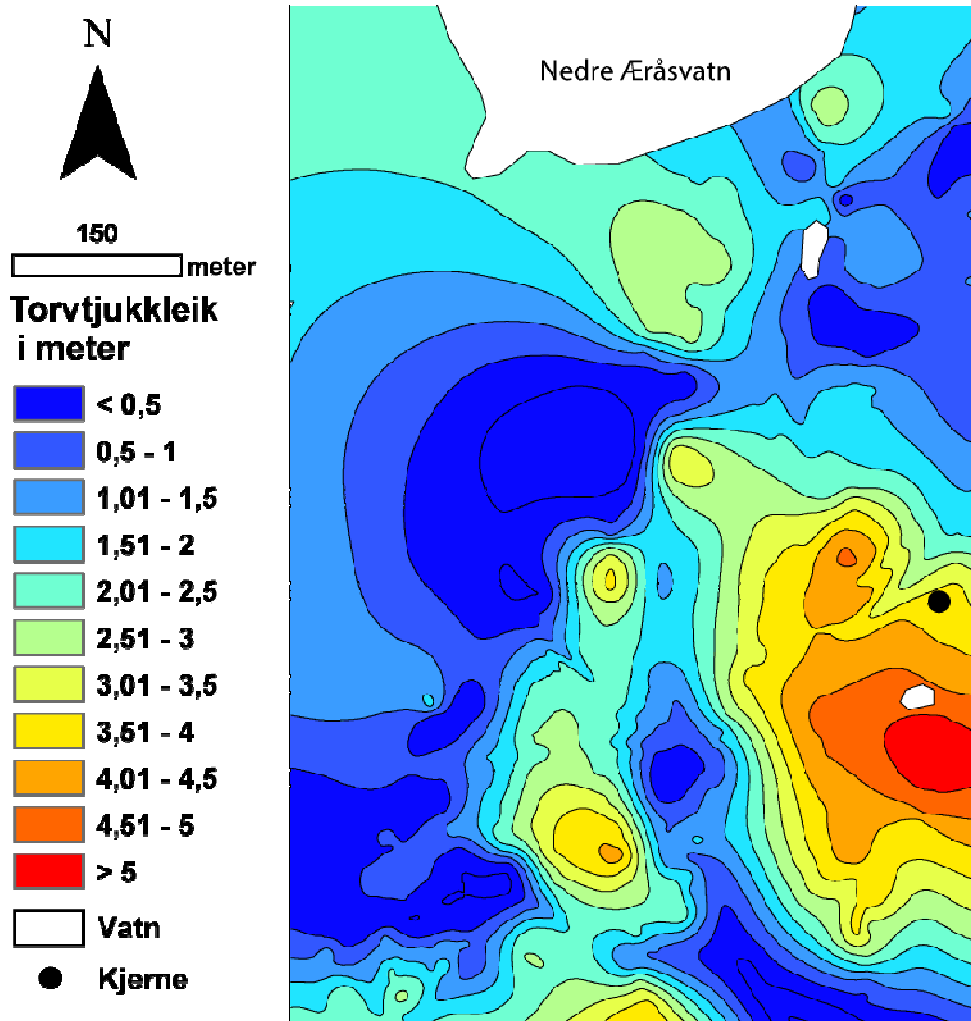 N
150
meter
Torvtjukkleik
i meter
< 0,5
0,5 - 1
1,01 - 1,5
1,51 - 2
2,01 - 2,5
2,51 - 3
3,01 - 3,5
3,51 - 4
4,01 - 4,5
4,51 - 5
> 5
Vatn
Kjerne
Nedre Æråsvatn